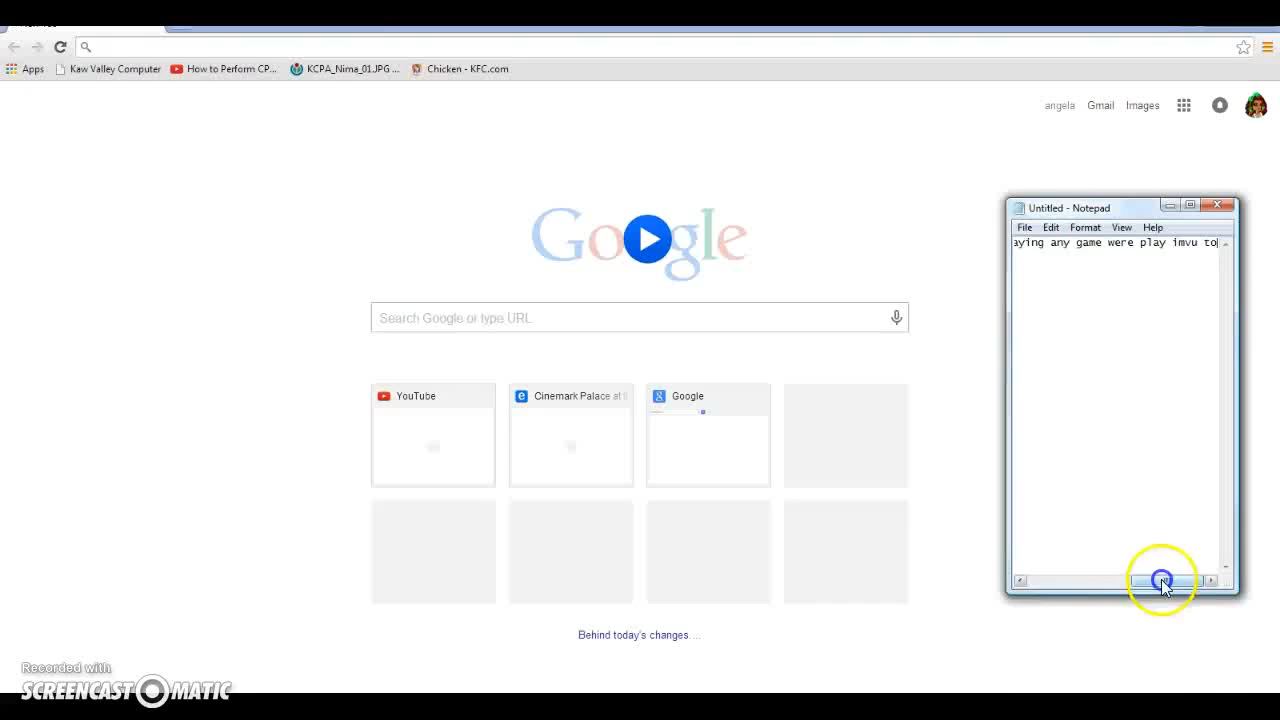 Apps
Kaw Valley Computer
How to Perform CP...
KCPA_Nima_01.JPG ...
Chicken - KFC.com
angela
Gmail
Images
Google
Search Google or type URL
YouTube
Cinemark Palace at t
Google
Behind today's changes....
Untitled - Notepad
File Edit Format View Help
aying any game were play imvu to
Recorded with
SCREENCAST-O-MATIC